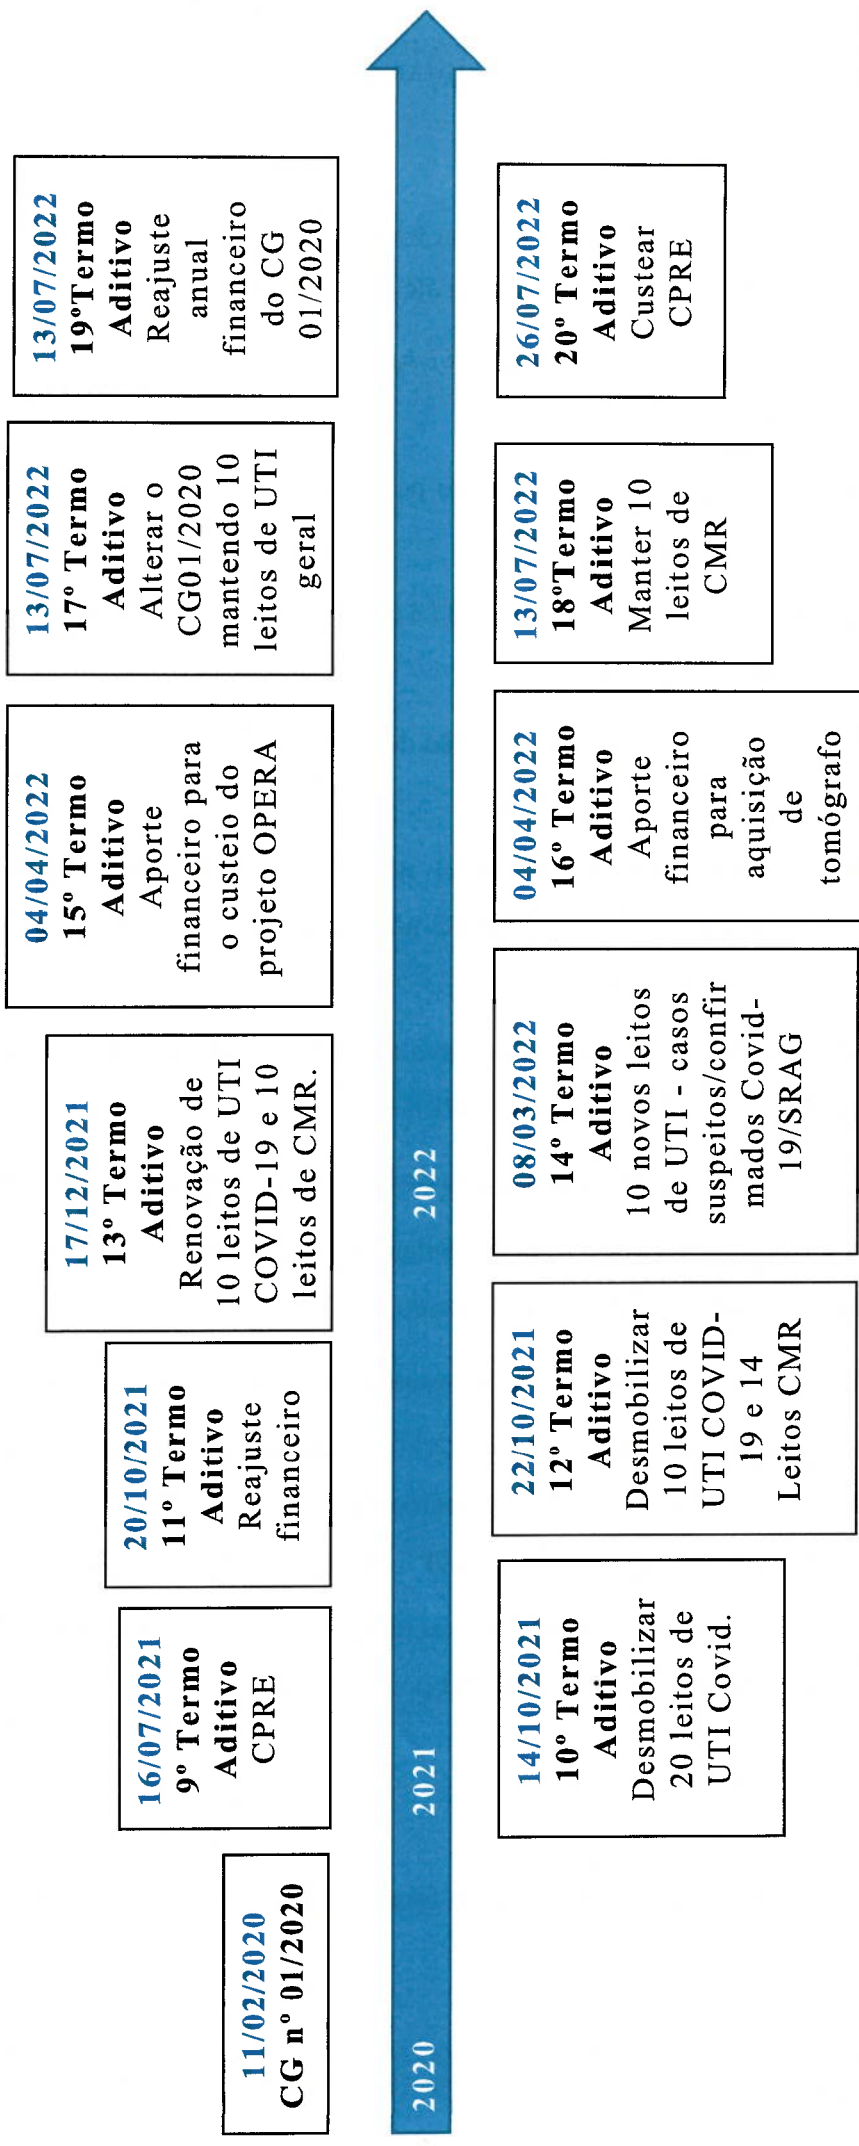 11/02/2020
CG nº 01/2020
16/07/2021
9º Termo
Aditivo
CPRE
20/10/2021
11º Termo
Aditivo
Reajuste
financeiro
17/12/2021
13º Termo
Aditivo
Renovação de
10 leitos de UTI
COVID-19 e 10
leitos de CMR.
04/04/2022
15º Termo
Aditivo
Aporte
financeiro para
o custeio do
projeto OPERA
13/07/2022
17º Termo
Aditivo
Alterar o
CG01/2020
mantendo 10
leitos de UTI
geral
13/07/2022
19ºTermo
Aditivo
Reajuste
anual
financeiro
do CG
01/2020
2020
2021
2022
14/10/2021
10º Termo
Aditivo
Desmobilizar
20 leitos de
UTI Covid.
22/10/2021
12º Termo
Aditivo
Desmobilizar
10 leitos de
UTI COVID-
19 e 14
Leitos CMR
08/03/2022
14º Termo
Aditivo
10 novos leitos
de UTI - casos
suspeitos/confir
mados Covid-
19/SRAG
04/04/2022
16º Termo
Aditivo
Aporte
financeiro
para
aquisição
de
tomógrafo
13/07/2022
18ºTermo
Aditivo
Manter 10
leitos de
CMR
26/07/2022
20º Termo
Aditivo
Custear
CPRE